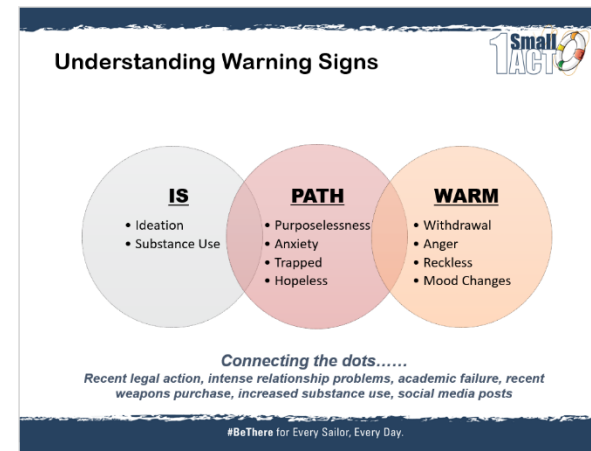 Understanding Warning Signs
1 Small
ACT
IS
• Ideation
• Substance Use
PATH
• Purposelessness
• Anxiety
• Trapped
• Hopeless
WARM
• Withdrawal
• Anger
• Reckless
• Mood Changes
Connecting the dots......
Recent legal action, intense relationship problems, academic failure, recent
weapons purchase, increased substance use, social media posts
#BeThere for Every Sailor, Every Day.